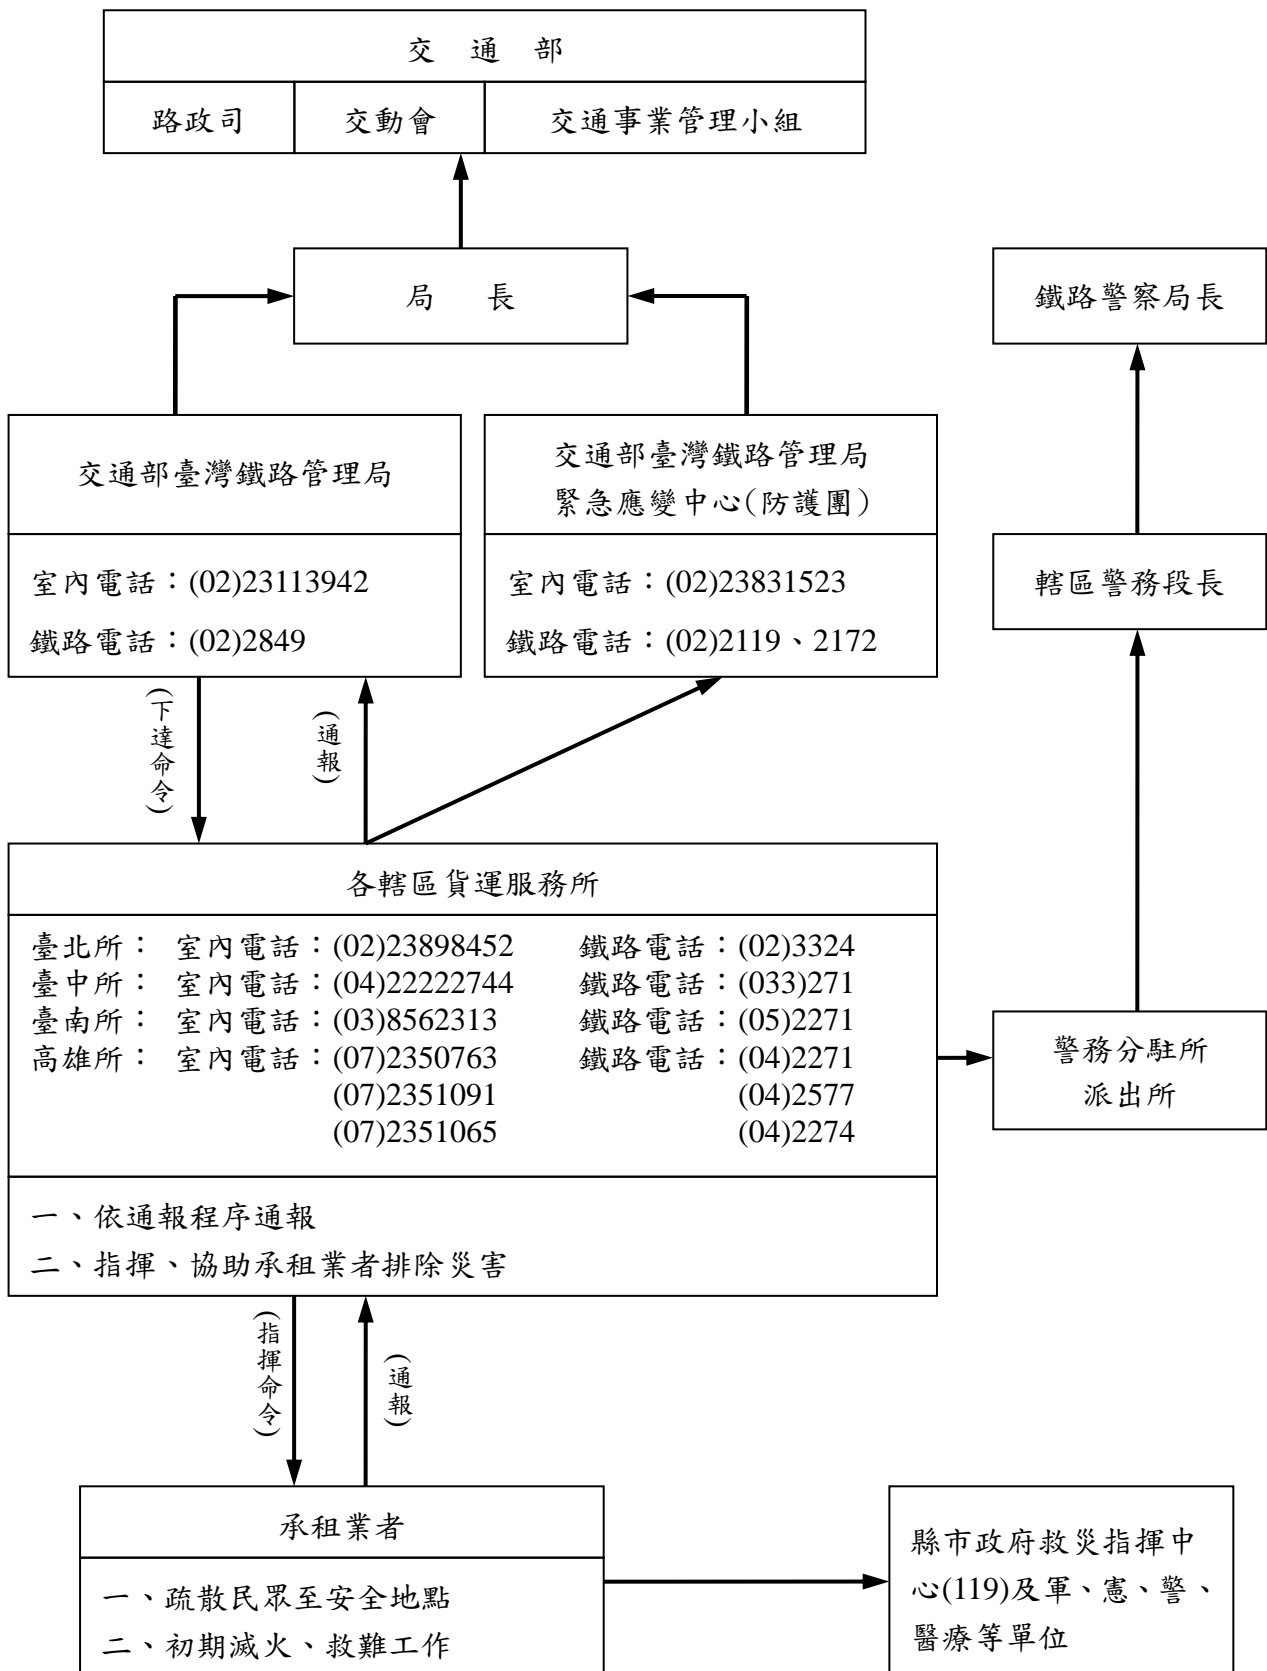 交通部
路政司 交動會 交通事業管理小組
局長
鐵路警察局長
交通部臺灣鐵路管理局
室內電話：(02)23113942
鐵路電話：(02)2849
交通部臺灣鐵路管理局
緊急應變中心(防護團)
室內電話：(02)23831523
鐵路電話：(02)2119、2172
轄區警務段長
(下達命令)
(通報)
各轄區貨運服務所
臺北所： 室內電話：(02)23898452 鐵路電話：(02)3324
臺中所： 室內電話：(04)22222744 鐵路電話：(033)271
臺南所： 室內電話：(03)8562313 鐵路電話：(05)2271
高雄所： 室內電話：(07)2350763 鐵路電話：(04)2271
(07)2351091 (04)2577
(07)2351065 (04)2274
一、依通報程序通報
二、指揮、協助承租業者排除災害
警務分駐所
派出所
(指揮命令)
(通報)
承租業者
一、疏散民眾至安全地點
二、初期滅火、救難工作
縣市政府救災指揮中
心(119)及軍、憲、警、
醫療等單位